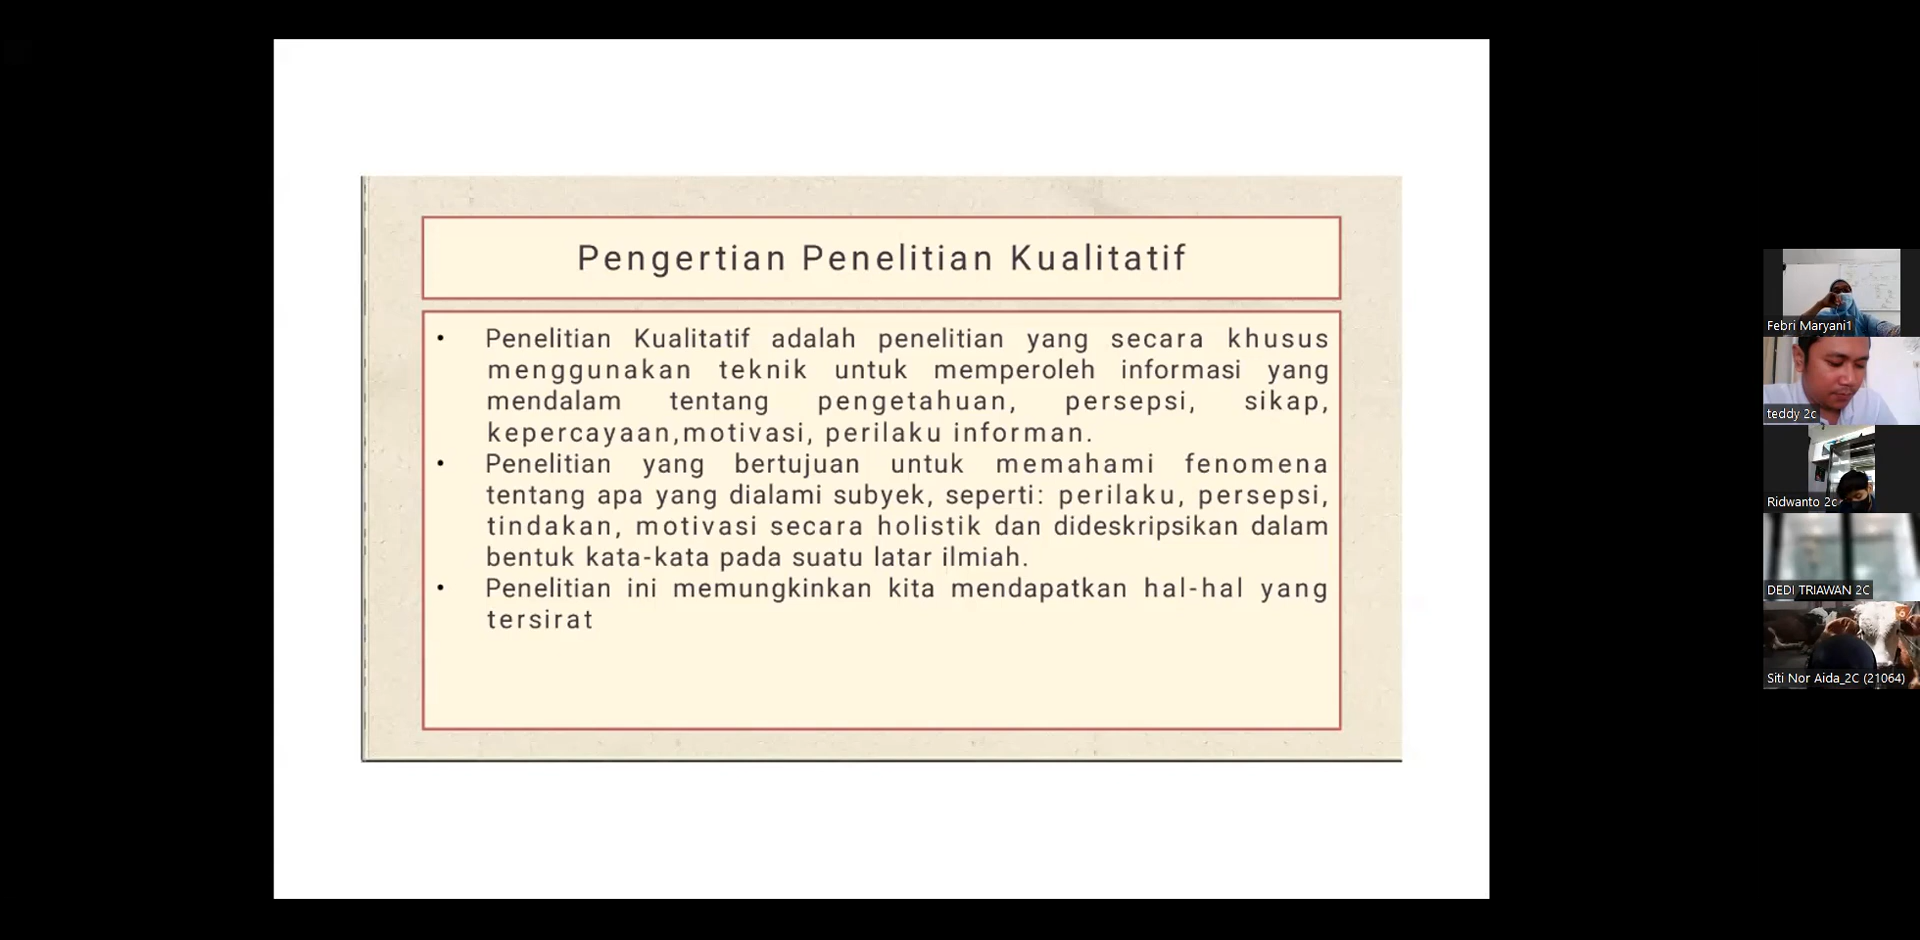 Pengertian Penelitian Kualitatif
• Penelitian Kualitatif adalah penelitian yang secara khusus
menggunakan teknik untuk memperoleh informasi yang
mendalam tentang pengetahuan, persepsi, sikap,
kepercayaan,motivasi, perilaku informan.
• Penelitian yang bertujuan untuk memahami fenomena
tentang apa yang dialami subyek, seperti: perilaku, persepsi,
tindakan, motivasi secara holistik dan dideskripsikan dalam
bentuk kata-kata pada suatu latar ilmiah.
• Penelitian ini memungkinkan kita mendapatkan hal-hal yang
tersirat
Febri Maryani1
teddy 2c
Ridwanto 2c
DEDI TRIAWAN 2C
Siti Nor Aida_2C (21064)